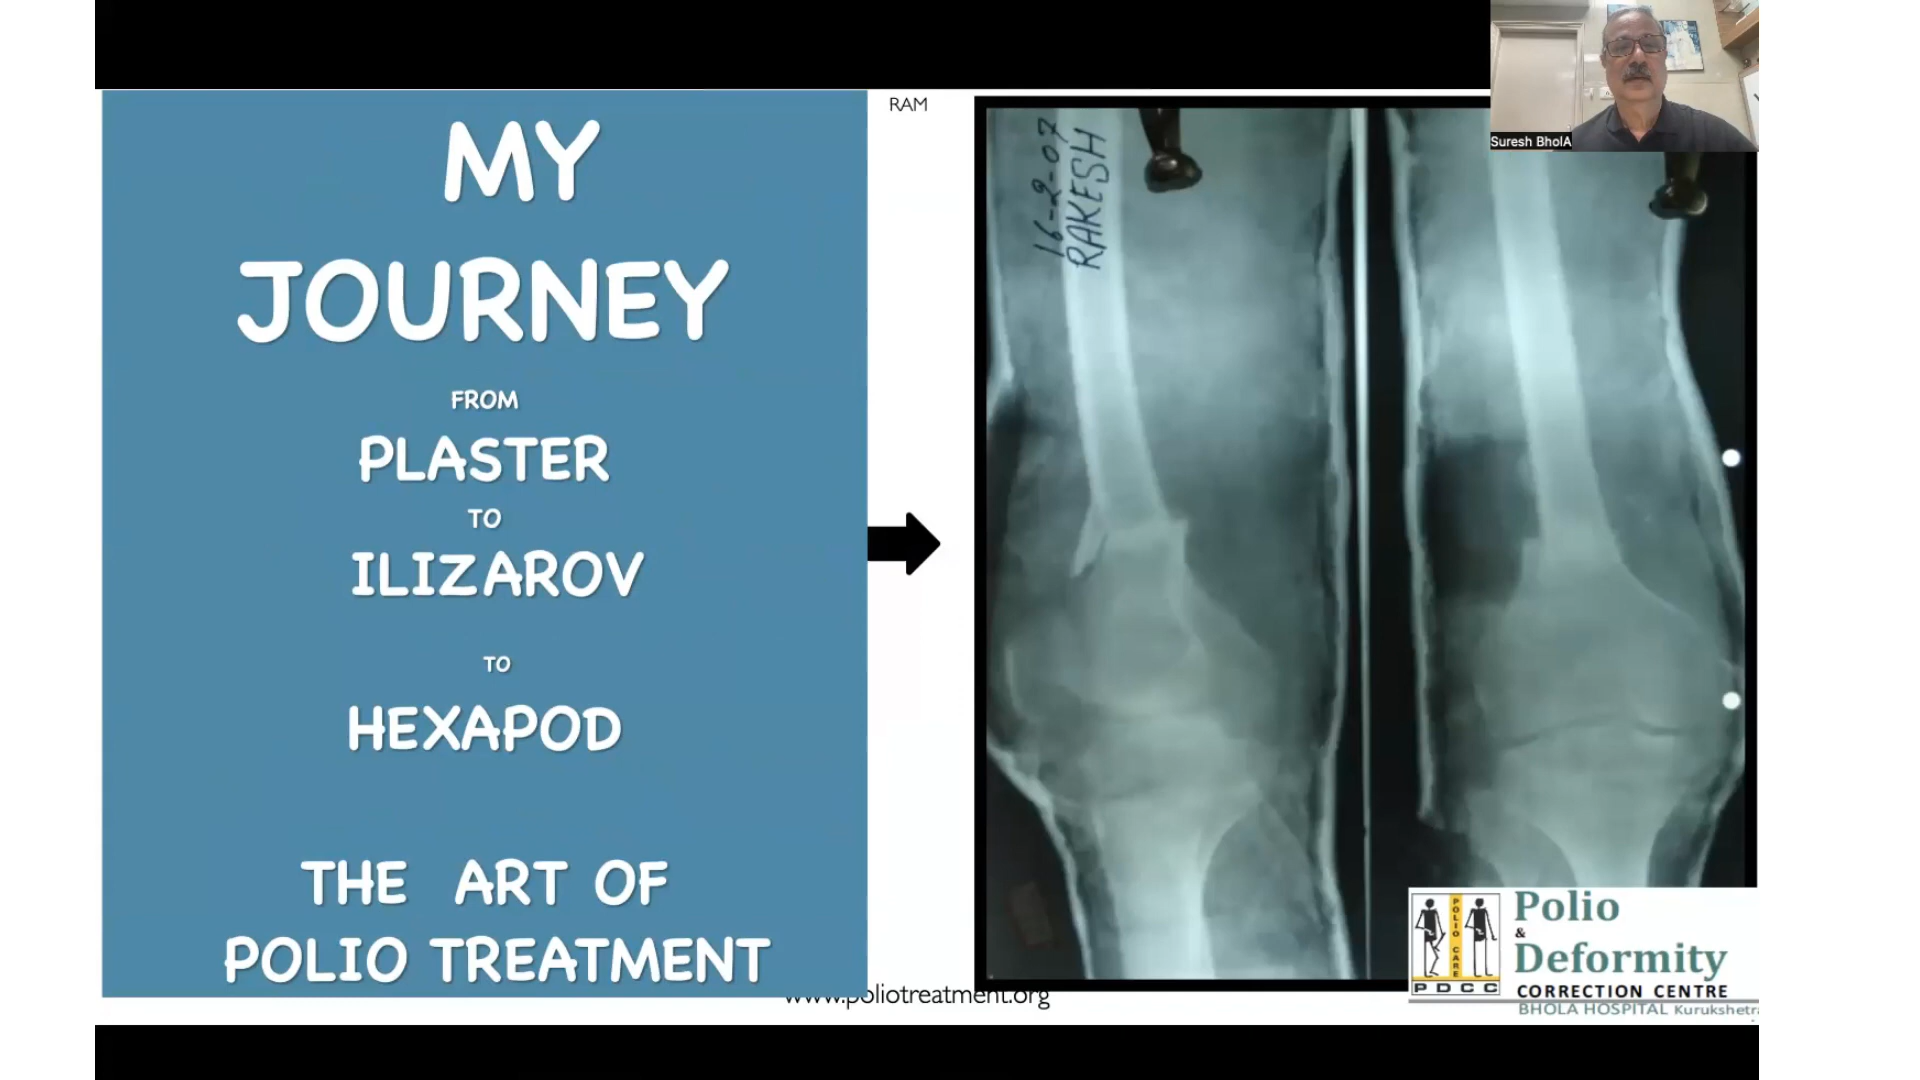 MY
JOURNEY
FROM
PLASTER
TO
ILIZAROV
TO
HEXAPOD
THE ART OF
POLIO TREATMENT
RAM
16-2-07
RAKESH
Suresh BholA
www.poliotreatment.org
POLIO CARE
PDCC
Polio
&
Deformity
CORRECTION CENTRE
BHOLA HOSPITAL Kurukshetr